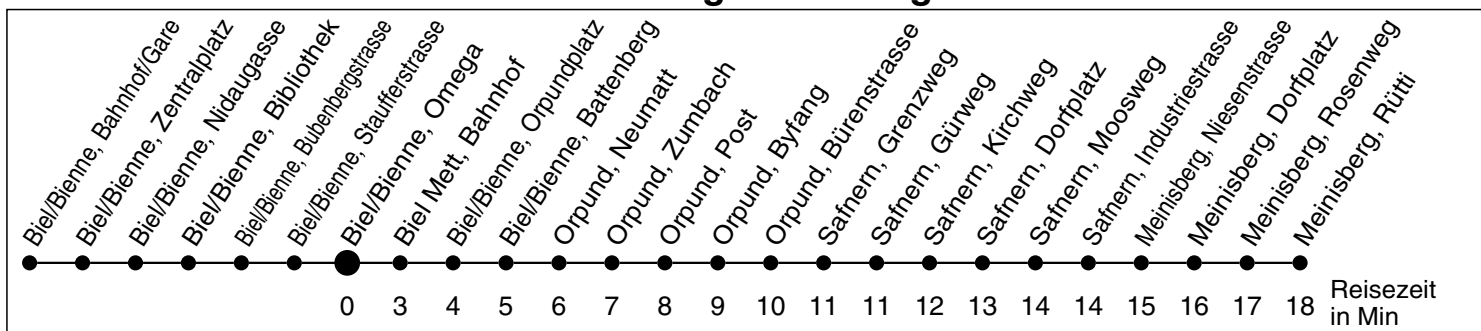 Biel/Bienne, Bahnhof/Gare
Biel/Bienne, Zentralplatz
Biel/Bienne, Nidaugasse
Biel/Bienne, Bibliothek
Biel/Bienne, Bubenbergstrasse
Biel/Bienne, Staufferstrasse
Biel/Bienne, Omega
Biel Mett, Bahnhof
Biel/Bienne, Orpundplatz
Biel/Bienne, Battenberg
Orpund, Neumatt
Orpund, Zumbach
Orpund, Post
Orpund, Byfang
Orpund, Bürenstrasse
Safnern, Grenzweg
Safnern, Gürweg
Safnern, Kirchweg
Safnern, Dorfplatz
Safnern, Moosweg
Safnern, Industriestrasse
Meinisberg, Niesenstrasse
Meinisberg, Dorfplatz
Meinisberg, Rosenweg
Meinisberg, Rütti
0 3 4 5 6 7 8 9 10 11 11 12 13 14 14 15 16 17 18
Reisezeit
in Min